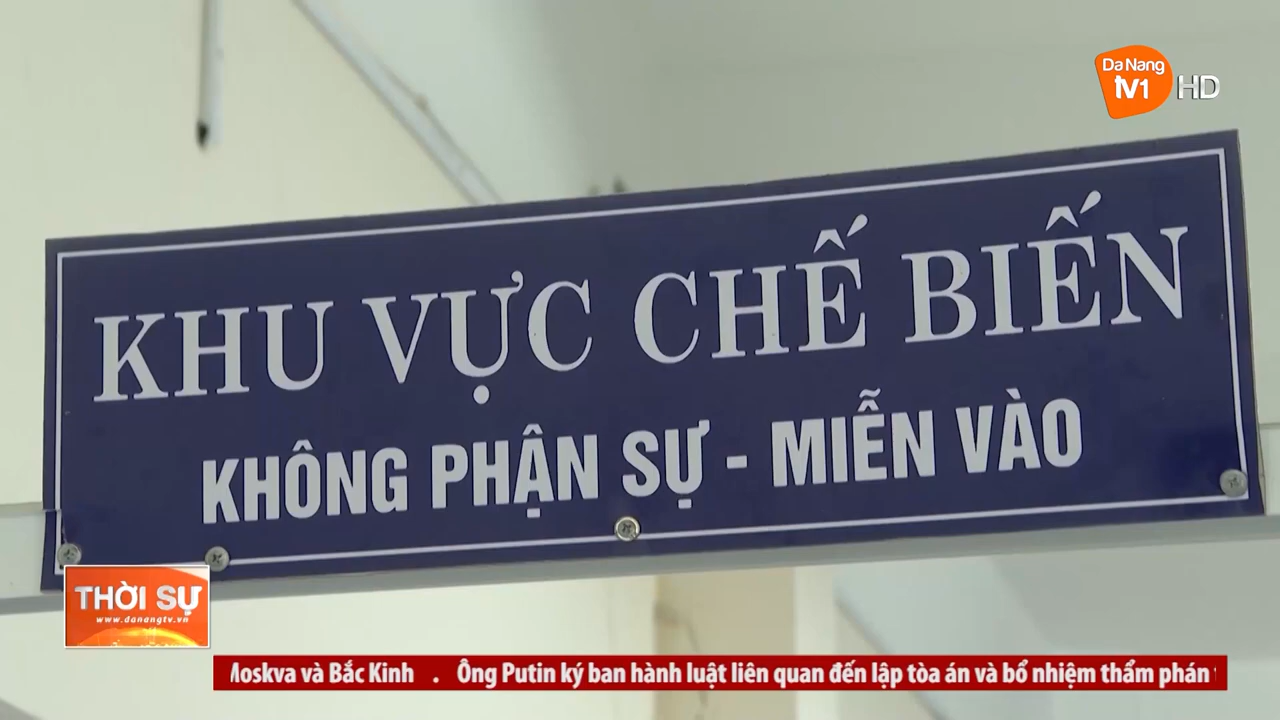 Da Nang
TV1 HD
KHU VỰC CHẾ BIẾN
KHÔNG PHẬN SỰ - MIỄN VÀO
THỜI SỰ
www.danangtv.vn
Moskva và Bắc Kinh . Ông Putin ký ban hành luật liên quan đến lập tòa án và bổ nhiệm thẩm phán